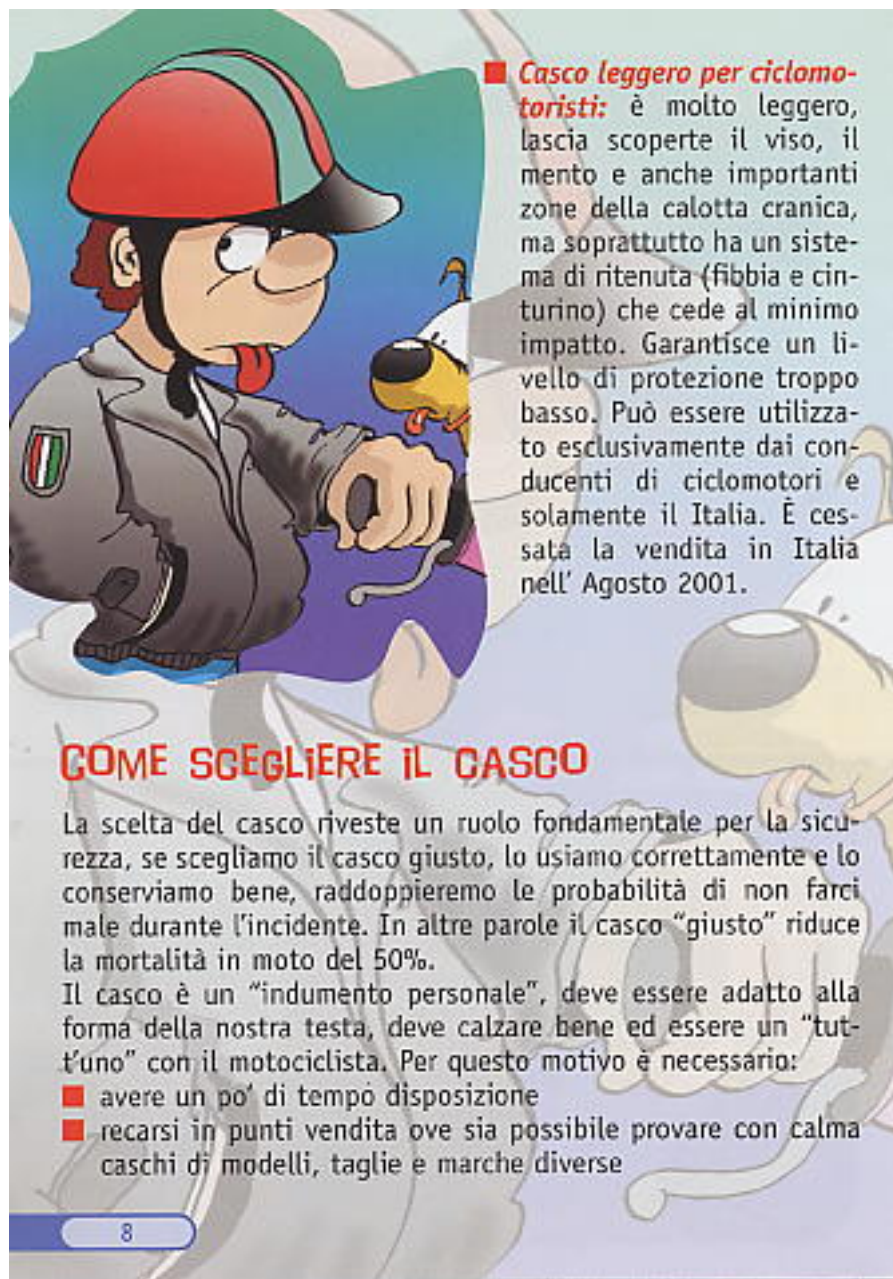 Casco leggero per ciclomo-
toristi: è molto leggero,
lascia scoperte il viso, il
mento e anche importanti
zone della calotta cranica,
ma soprattutto ha un siste-
ma di ritenuta (fibbia e cin-
turino) che cede al minimo
impatto. Garantisce un li-
vello di protezione troppo
basso. Può essere utilizza-
to esclusivamente dai con-
ducenti di ciclomotori e
solamente il Italia. È ces-
sata la vendita in Italia
nell' Agosto 2001.
COME SCEGLiERE iL CASCO
La scelta del casco riveste un ruolo fondamentale per la sicu-
rezza, se scegliamo il casco giusto, lo usiamo correttamente e lo
conserviamo bene, raddoppieremo le probabilità di non farci
male durante l'incidente. In altre parole il casco "giusto" riduce
la mortalità in moto del 50%.
Il casco è un "indumento personale", deve essere adatto alla
forma della nostra testa, deve calzare bene ed essere un "tut-
t'uno" con il motociclista. Per questo motivo è necessario:
avere un po' di tempo disposizione
recarsi in punti vendita ove sia possibile provare con calma
caschi di modelli, taglie e marche diverse
8